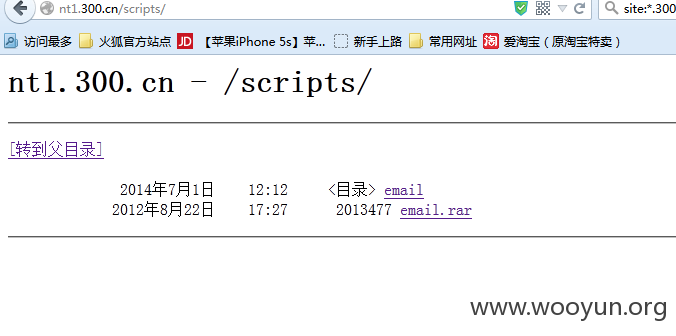 nt1.300.cn/scripts/
site:*.300
访问最多 火狐官方站点 JD 【苹果iPhone 5s】苹... 新手上路 常用网址 淘 爱淘宝（原淘宝特卖）
nt1.300.cn - /scripts/
[转到父目录]
2014年7月1日 12:12 <目录> email
2012年8月22日 17:27 2013477 email.rar
www.wooyun.org